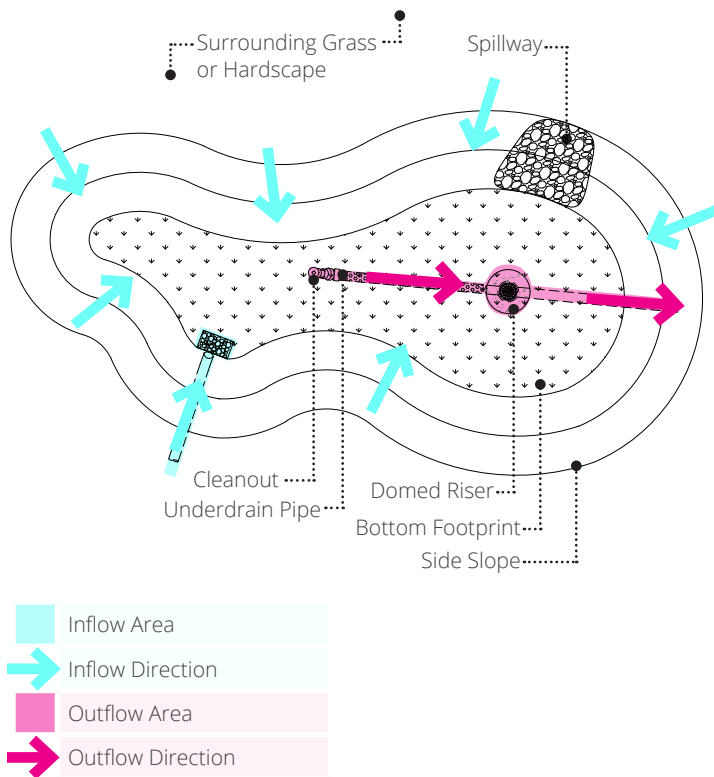 Surrounding Grass
or Hardscape
Spillway
Cleanout
Underdrain Pipe
Domed Riser
Bottom Footprint
Side Slope
Inflow Area
Inflow Direction
Outflow Area
Outflow Direction